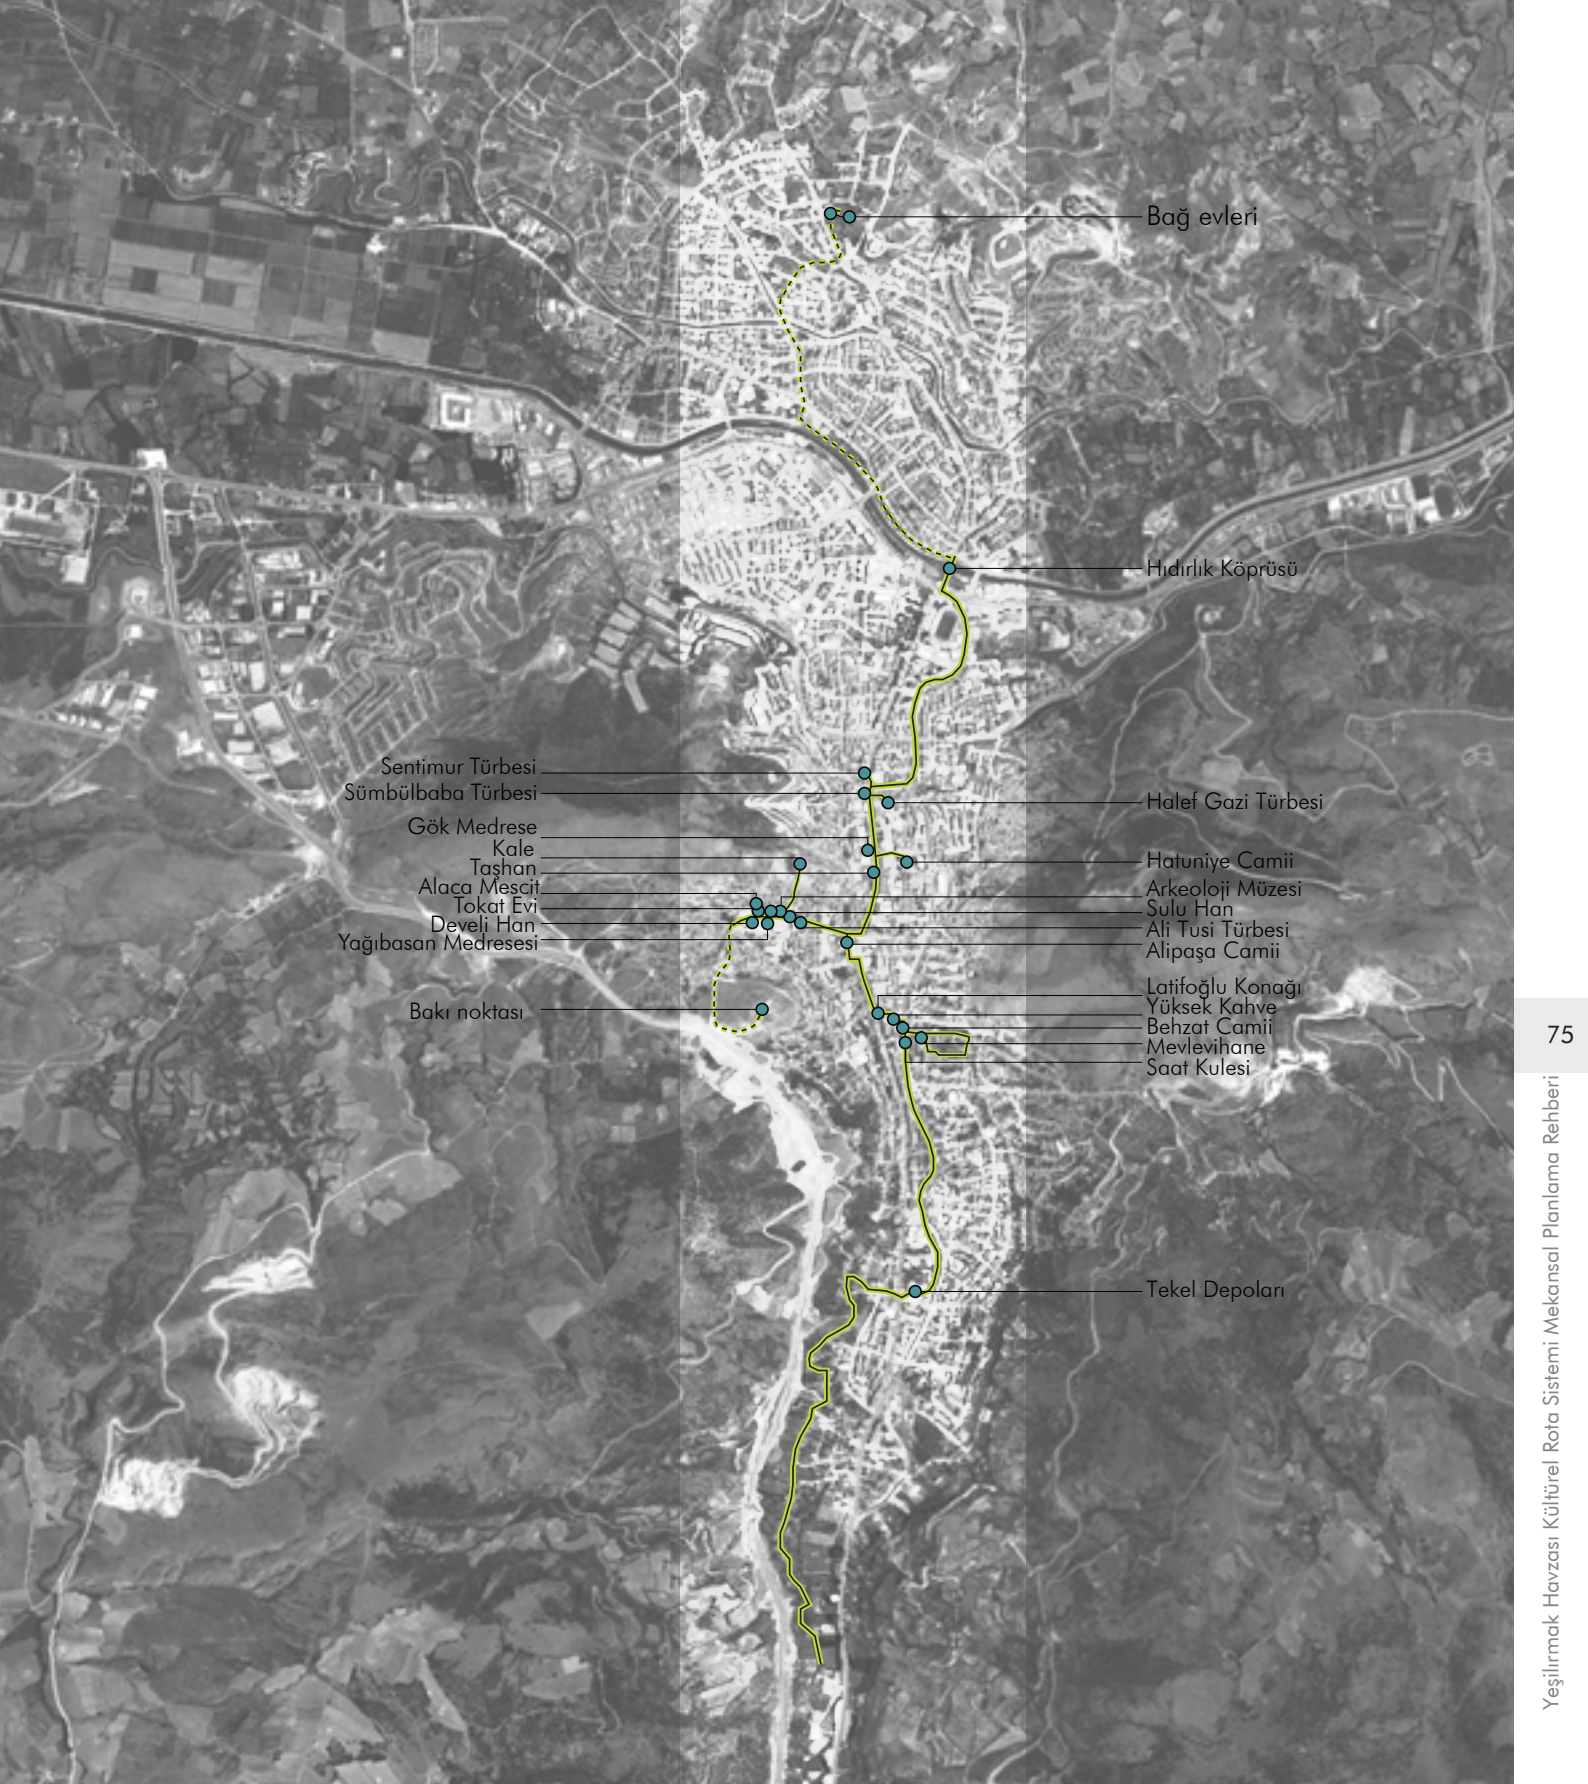 Bağ evleri
Hıdırlık Köprüsü
Sentimur Türbesi
Sümbülbaba Türbesi
Halef Gazi Türbesi
Gök Medrese
Kale
Taşhan
Alaca Mescit
Tokat Evi
Develi Han
Yağıbasan Medresesi
Hatuniye Camii
Arkeoloji Müzesi
Sulu Han
Ali Tusi Türbesi
Alipaşa Camii
Bakı noktası
Latifoğlu Konağı
Yüksek Kahve
Behzat Camii
Mevlevihane
Saat Kulesi
Tekel Depoları
75
Yeşilırmak Havzası Kültürel Rota Sistemi Mekansal Planlama Rehberi